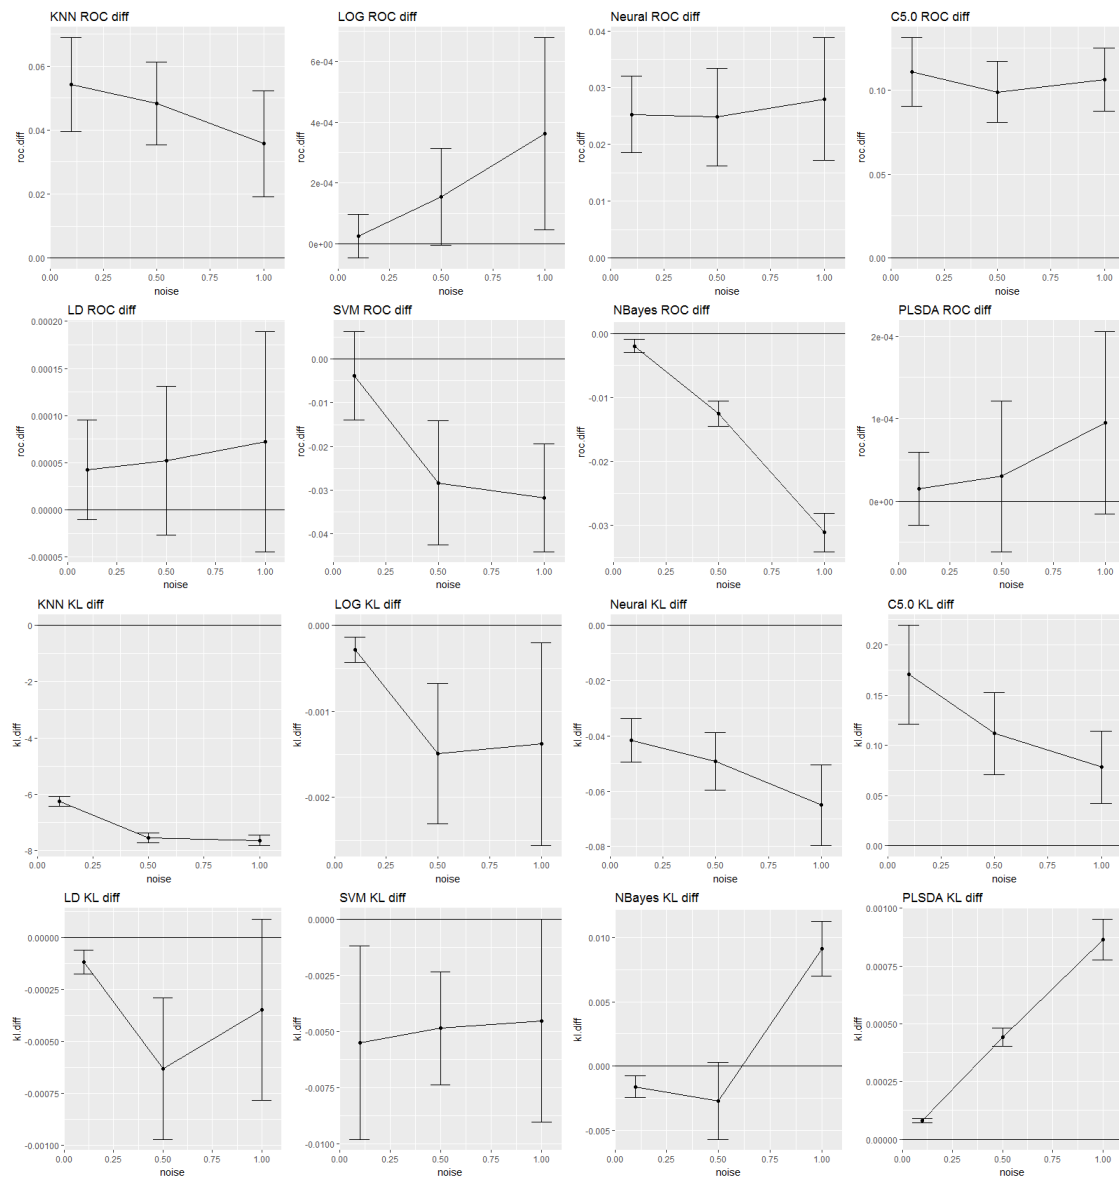 KNN ROC diff
roc.diff
0.06
0.04
0.02
0.00
0.00 0.25 0.50 0.75 1.00
noise
LOG ROC diff
roc.diff
6e-04
4e-04
2e-04
0e+00
0.00 0.25 0.50 0.75 1.00
noise
Neural ROC diff
roc.diff
0.04
0.03
0.02
0.01
0.00
0.00 0.25 0.50 0.75 1.00
noise
C5.0 ROC diff
roc.diff
0.10
0.05
0.00
0.00 0.25 0.50 0.75 1.00
noise
LD ROC diff
roc.diff
0.00020
0.00015
0.00010
0.00005
0.00000
-0.00005
0.00 0.25 0.50 0.75 1.00
noise
SVM ROC diff
roc.diff
0.00
-0.01
-0.02
-0.03
-0.04
0.00 0.25 0.50 0.75 1.00
noise
NBayes ROC diff
roc.diff
0.00
-0.01
-0.02
-0.03
0.00 0.25 0.50 0.75 1.00
noise
PLSDA ROC diff
roc.diff
2e-04
1e-04
0e+00
0.00 0.25 0.50 0.75 1.00
noise
KNN KL diff
kl.diff
0
-2
-4
-6
-8
0.00 0.25 0.50 0.75 1.00
noise
LOG KL diff
kl.diff
0.000
-0.001
-0.002
0.00 0.25 0.50 0.75 1.00
noise
Neural KL diff
kl.diff
0.00
-0.02
-0.04
-0.06
-0.08
0.00 0.25 0.50 0.75 1.00
noise
C5.0 KL diff
kl.diff
0.20
0.15
0.10
0.05
0.00
0.00 0.25 0.50 0.75 1.00
noise
LD KL diff
kl.diff
0.00000
-0.00025
-0.00050
-0.00075
-0.00100
0.00 0.25 0.50 0.75 1.00
noise
SVM KL diff
kl.diff
0.0000
-0.0025
-0.0050
-0.0075
-0.0100
0.00 0.25 0.50 0.75 1.00
noise
NBayes KL diff
kl.diff
0.010
0.005
0.000
-0.005
0.00 0.25 0.50 0.75 1.00
noise
PLSDA KL diff
kl.diff
0.00100
0.00075
0.00050
0.00025
0.00000
0.00 0.25 0.50 0.75 1.00
noise